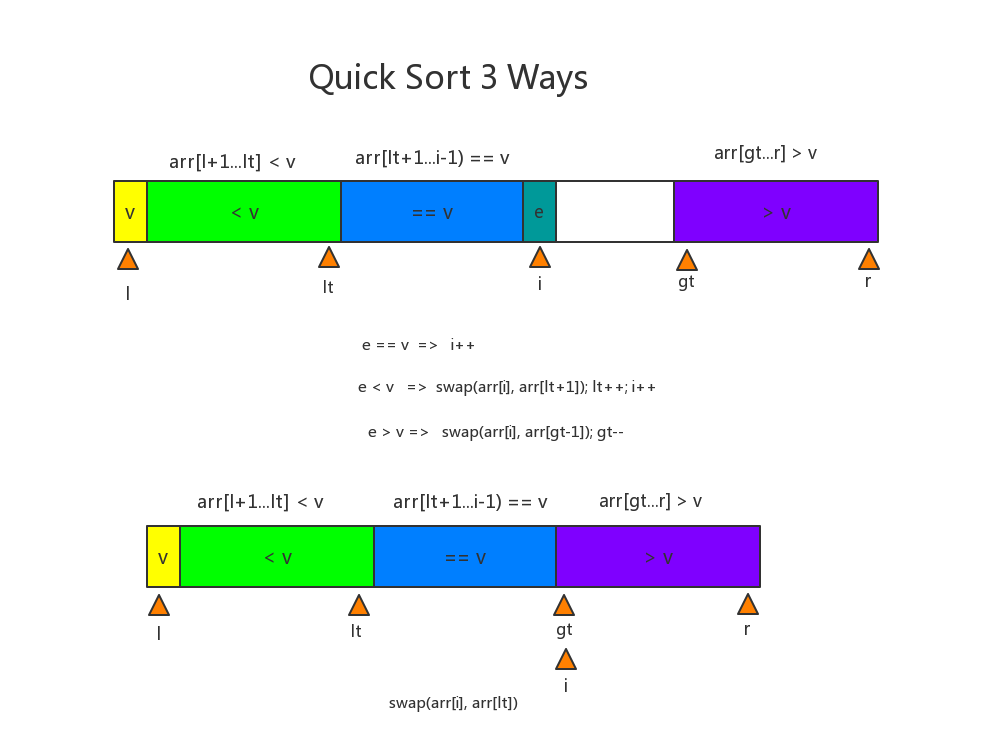 Quick Sort 3 Ways
arr[l+1...lt] < v
arr[lt+1...i-1) == v
arr[gt...r] > v
v
< v
== v
e
> v
l
lt
i
gt
r
e == v => i++
e < v => swap(arr[i], arr[lt+1]); lt++; i++
e > v => swap(arr[i], arr[gt-1]); gt--
arr[l+1...lt] < v
arr[lt+1...i-1) == v
arr[gt...r] > v
v
< v
== v
> v
l
lt
gt
r
i
swap(arr[i], arr[lt])